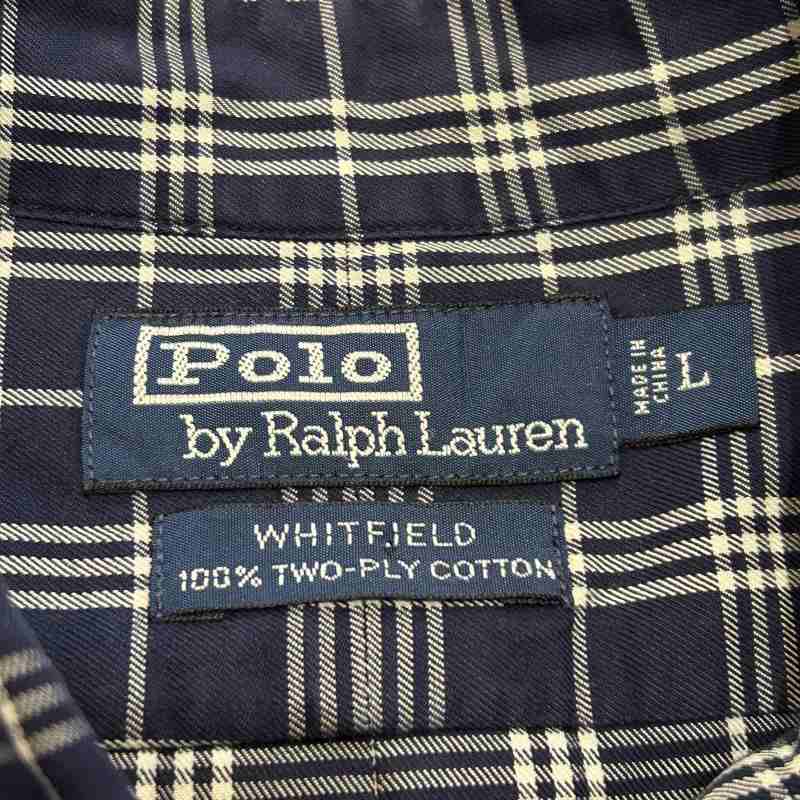 Polo
by Ralph Lauren
MADE IN
CHINA
L
WHITFIELD
100% TWO-PLY COTTON